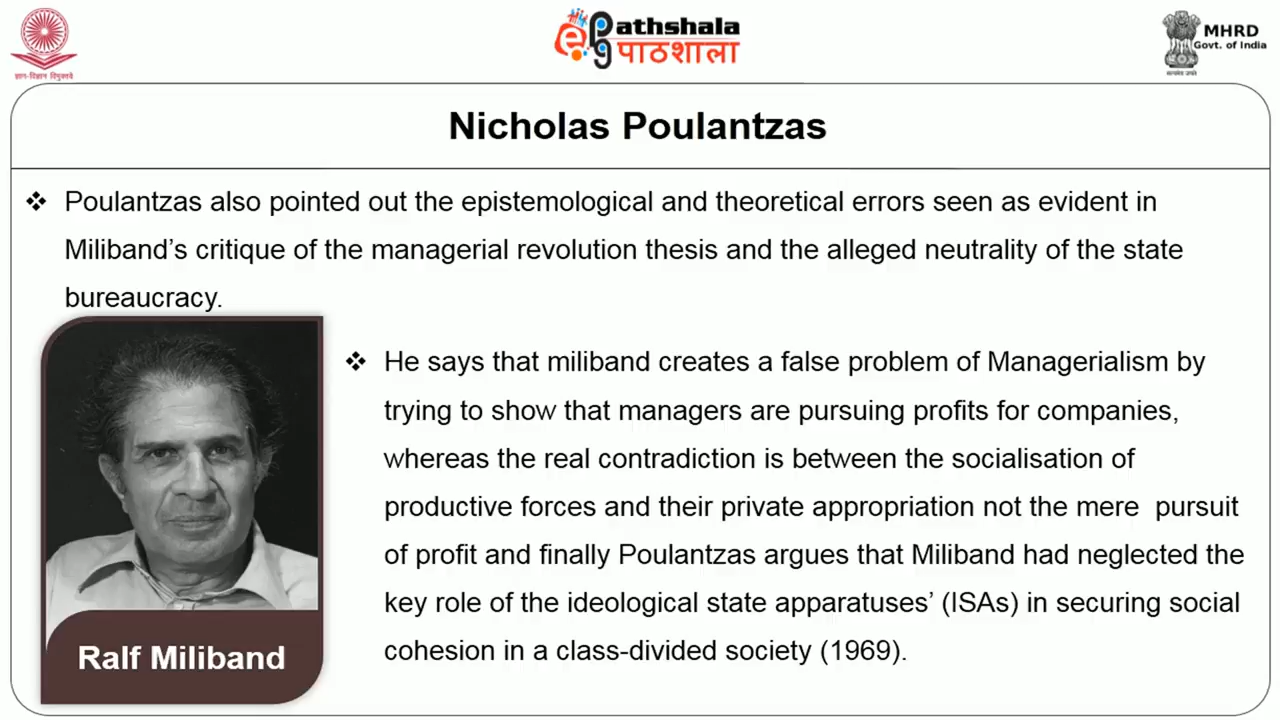 ज्ञान-विज्ञान विमुक्तये
ePathshala
पाठशाला
MHRD
Govt. of India
सत्यमेव जयते
Nicholas Poulantzas
❖ Poulantzas also pointed out the epistemological and theoretical errors seen as evident in
Miliband’s critique of the managerial revolution thesis and the alleged neutrality of the state
bureaucracy.
❖ He says that miliband creates a false problem of Managerialism by
trying to show that managers are pursuing profits for companies,
whereas the real contradiction is between the socialisation of
productive forces and their private appropriation not the mere pursuit
of profit and finally Poulantzas argues that Miliband had neglected the
key role of the ideological state apparatuses’ (ISAs) in securing social
cohesion in a class-divided society (1969).
Ralf Miliband